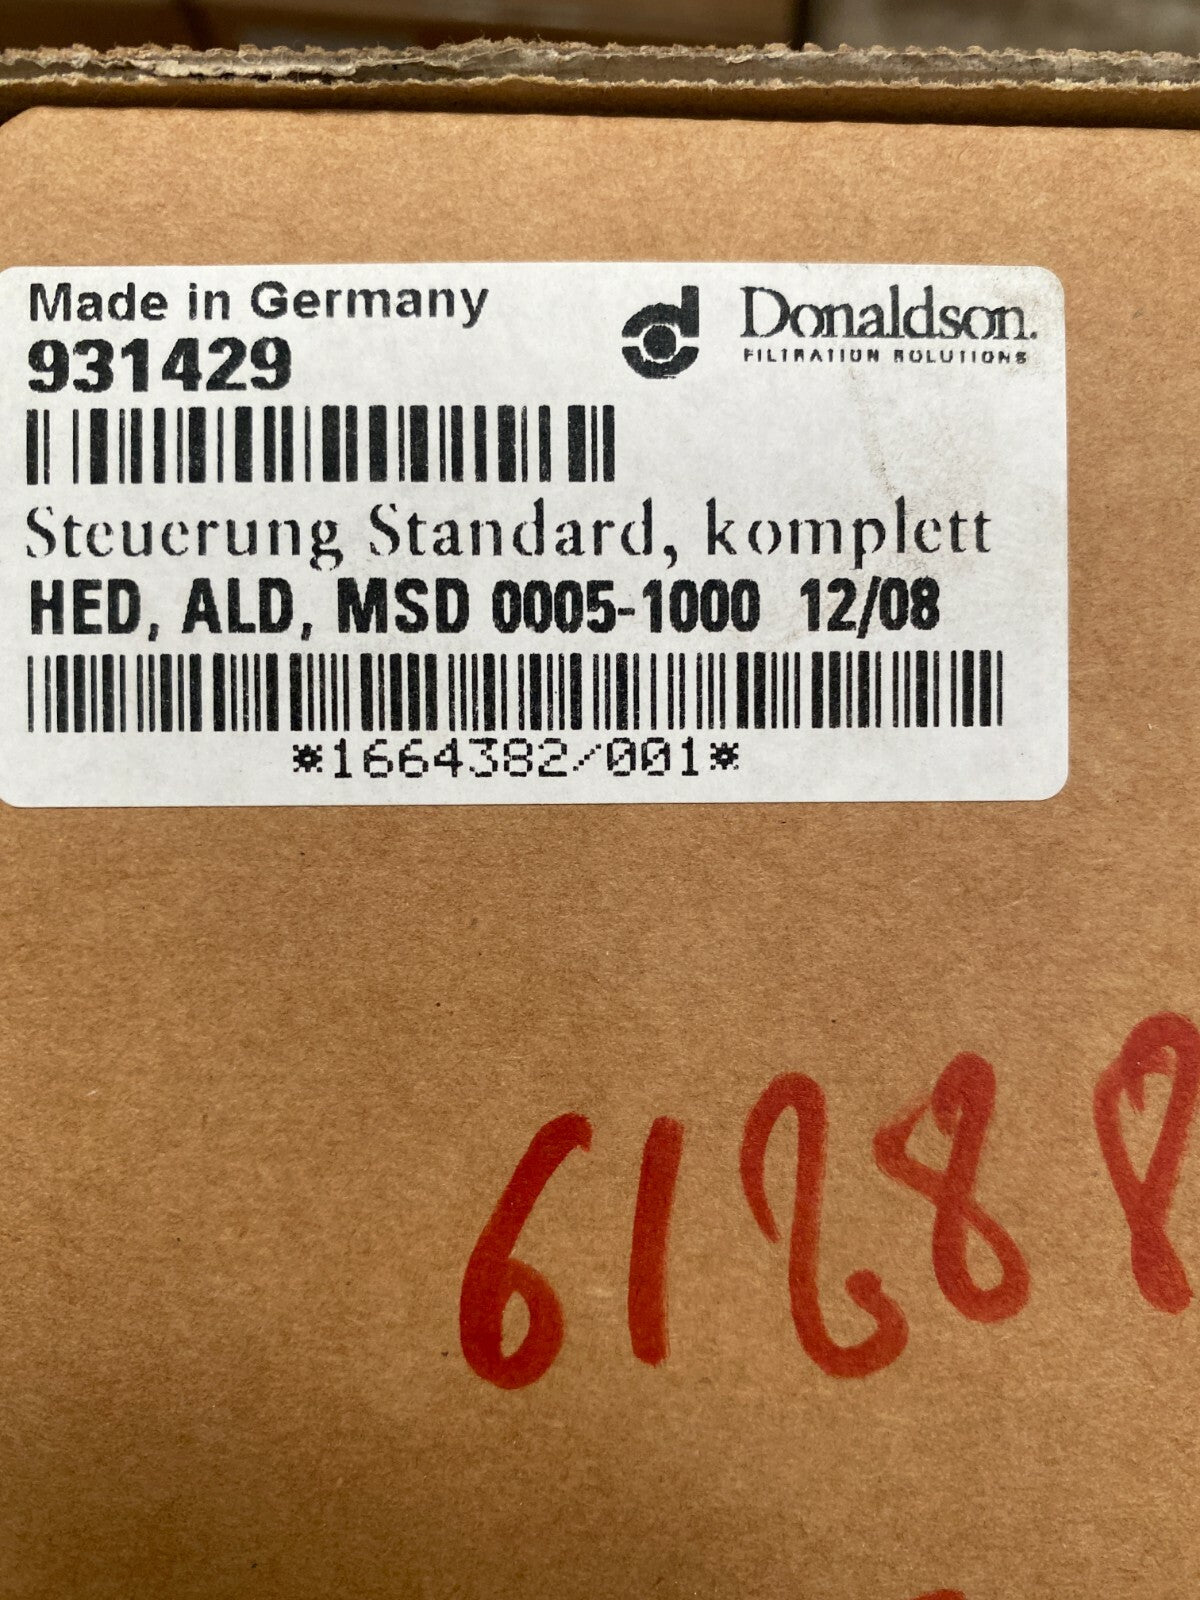 Made in Germany
931429
Donaldson.
FILTRATION SOLUTIONS
Steuerung Standard, komplett
HED, ALD, MSD 0005-1000 12/08
*1664382/001*